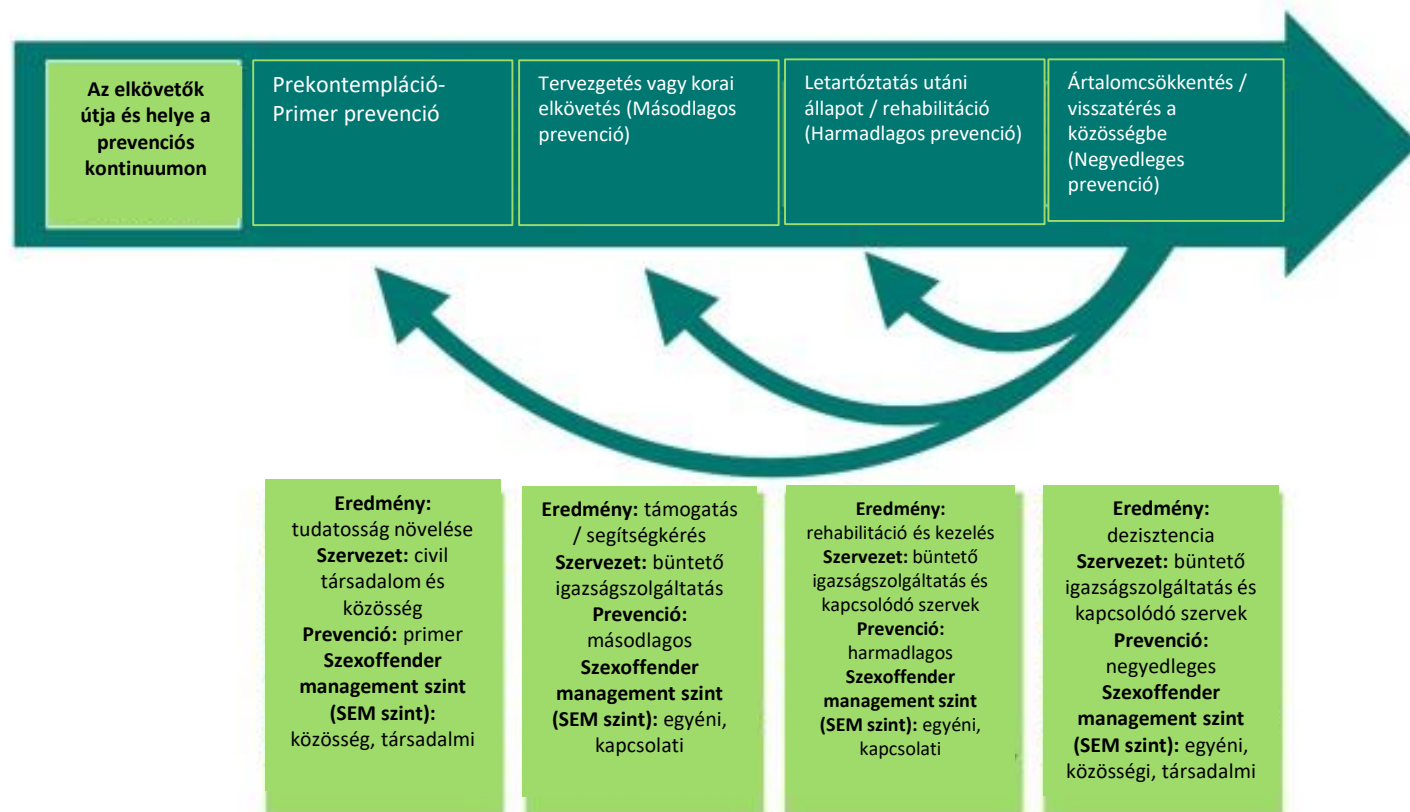 Az elkövetők
útja és helye a
prevenciós
kontinuumon
Prekontempláció-
Primer prevenció
Tervezgetés vagy korai
elkövetés (Másodlagos
prevenció)
Letartóztatás utáni
állapot / rehabilitáció
(Harmadlagos prevenció)
Ártalomcsökkentés /
visszatérés a
közösségbe
(Negyedleges
prevenció)
Eredmény:
tudatosság növelése
Szervezet: civil
társadalom és
közösség
Prevenció: primer
Szexoffender
management szint
(SEM szint):
közösség, társadalmi
Eredmény: támogatás
/ segítségkérés
Szervezet: büntető
igazságszolgáltatás
Prevenció:
másodlagos
Szexoffender
management szint
(SEM szint): egyéni,
kapcsolati
Eredmény:
rehabilitáció és kezelés
Szervezet: büntető
igazságszolgáltatás és
kapcsolódó szervek
Prevenció:
harmadlagos
Szexoffender
management szint
(SEM szint): egyéni,
kapcsolati
Eredmény:
dezisztencia
Szervezet: büntető
igazságszolgáltatás és
kapcsolódó szervek
Prevenció:
negyedleges
Szexoffender
management szint
(SEM szint): egyéni,
közösségi, társadalmi